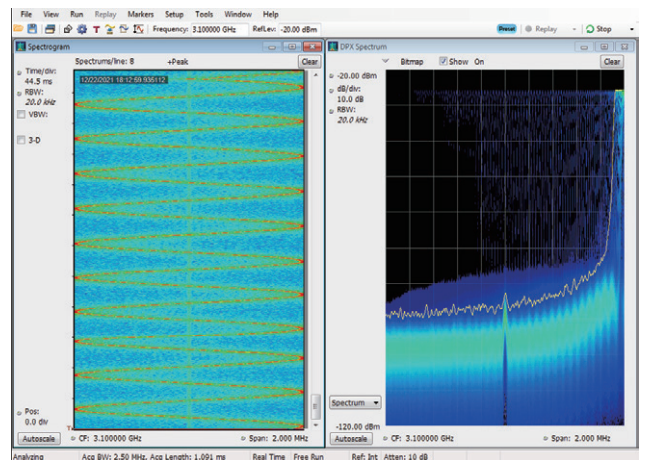 File View Run Replay Markers Setup Tools Window Help
Frequency: 3.100000 GHz RefLev: -20.00 dBm Preset Replay Stop
Spectrogram
Spectrums/line: 8 +Peak Clear
Time/div:
44.5 ms
RBW:
20.0 kHz
VBW:
3-D
12/22/2021 18:12:59.936112
Pos:
0.0 div
Autoscale CF: 3.100000 GHz Span: 2.000 MHz
DPX Spectrum
Bitmap Show On Clear
-20.00 dBm
dB/div:
10.0 dB
RBW:
20.0 kHz
Spectrum
-120.00 dBm
Autoscale CF: 3.100000 GHz Span: 2.000 MHz
Analyzing Acq BW: 2.50 MHz, Acq Length: 1.091 ms Real Time Free Run Ref: Int Atten: 10 dB